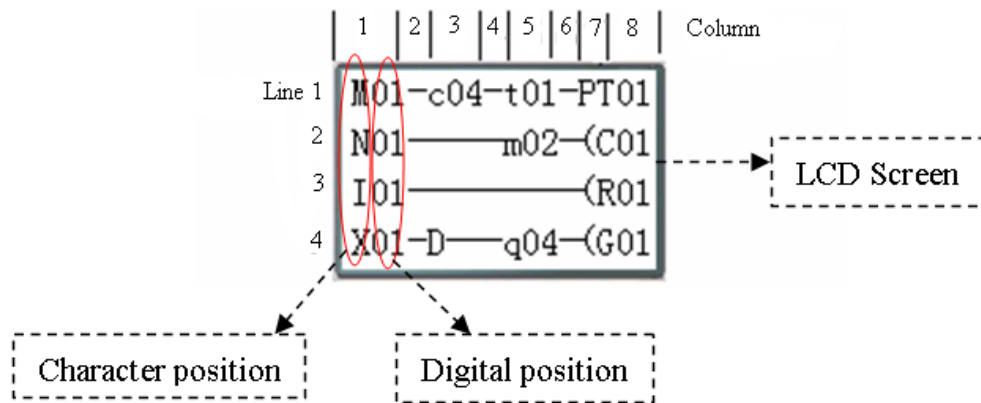 1 2 3 4 5 6 7 8 Column
Line 1 M01-c04-t01-PT01
2 N01———m02-(C01
3 I01——————(R01
4 X01-D——q04-(G01
LCD Screen
Character position
Digital position